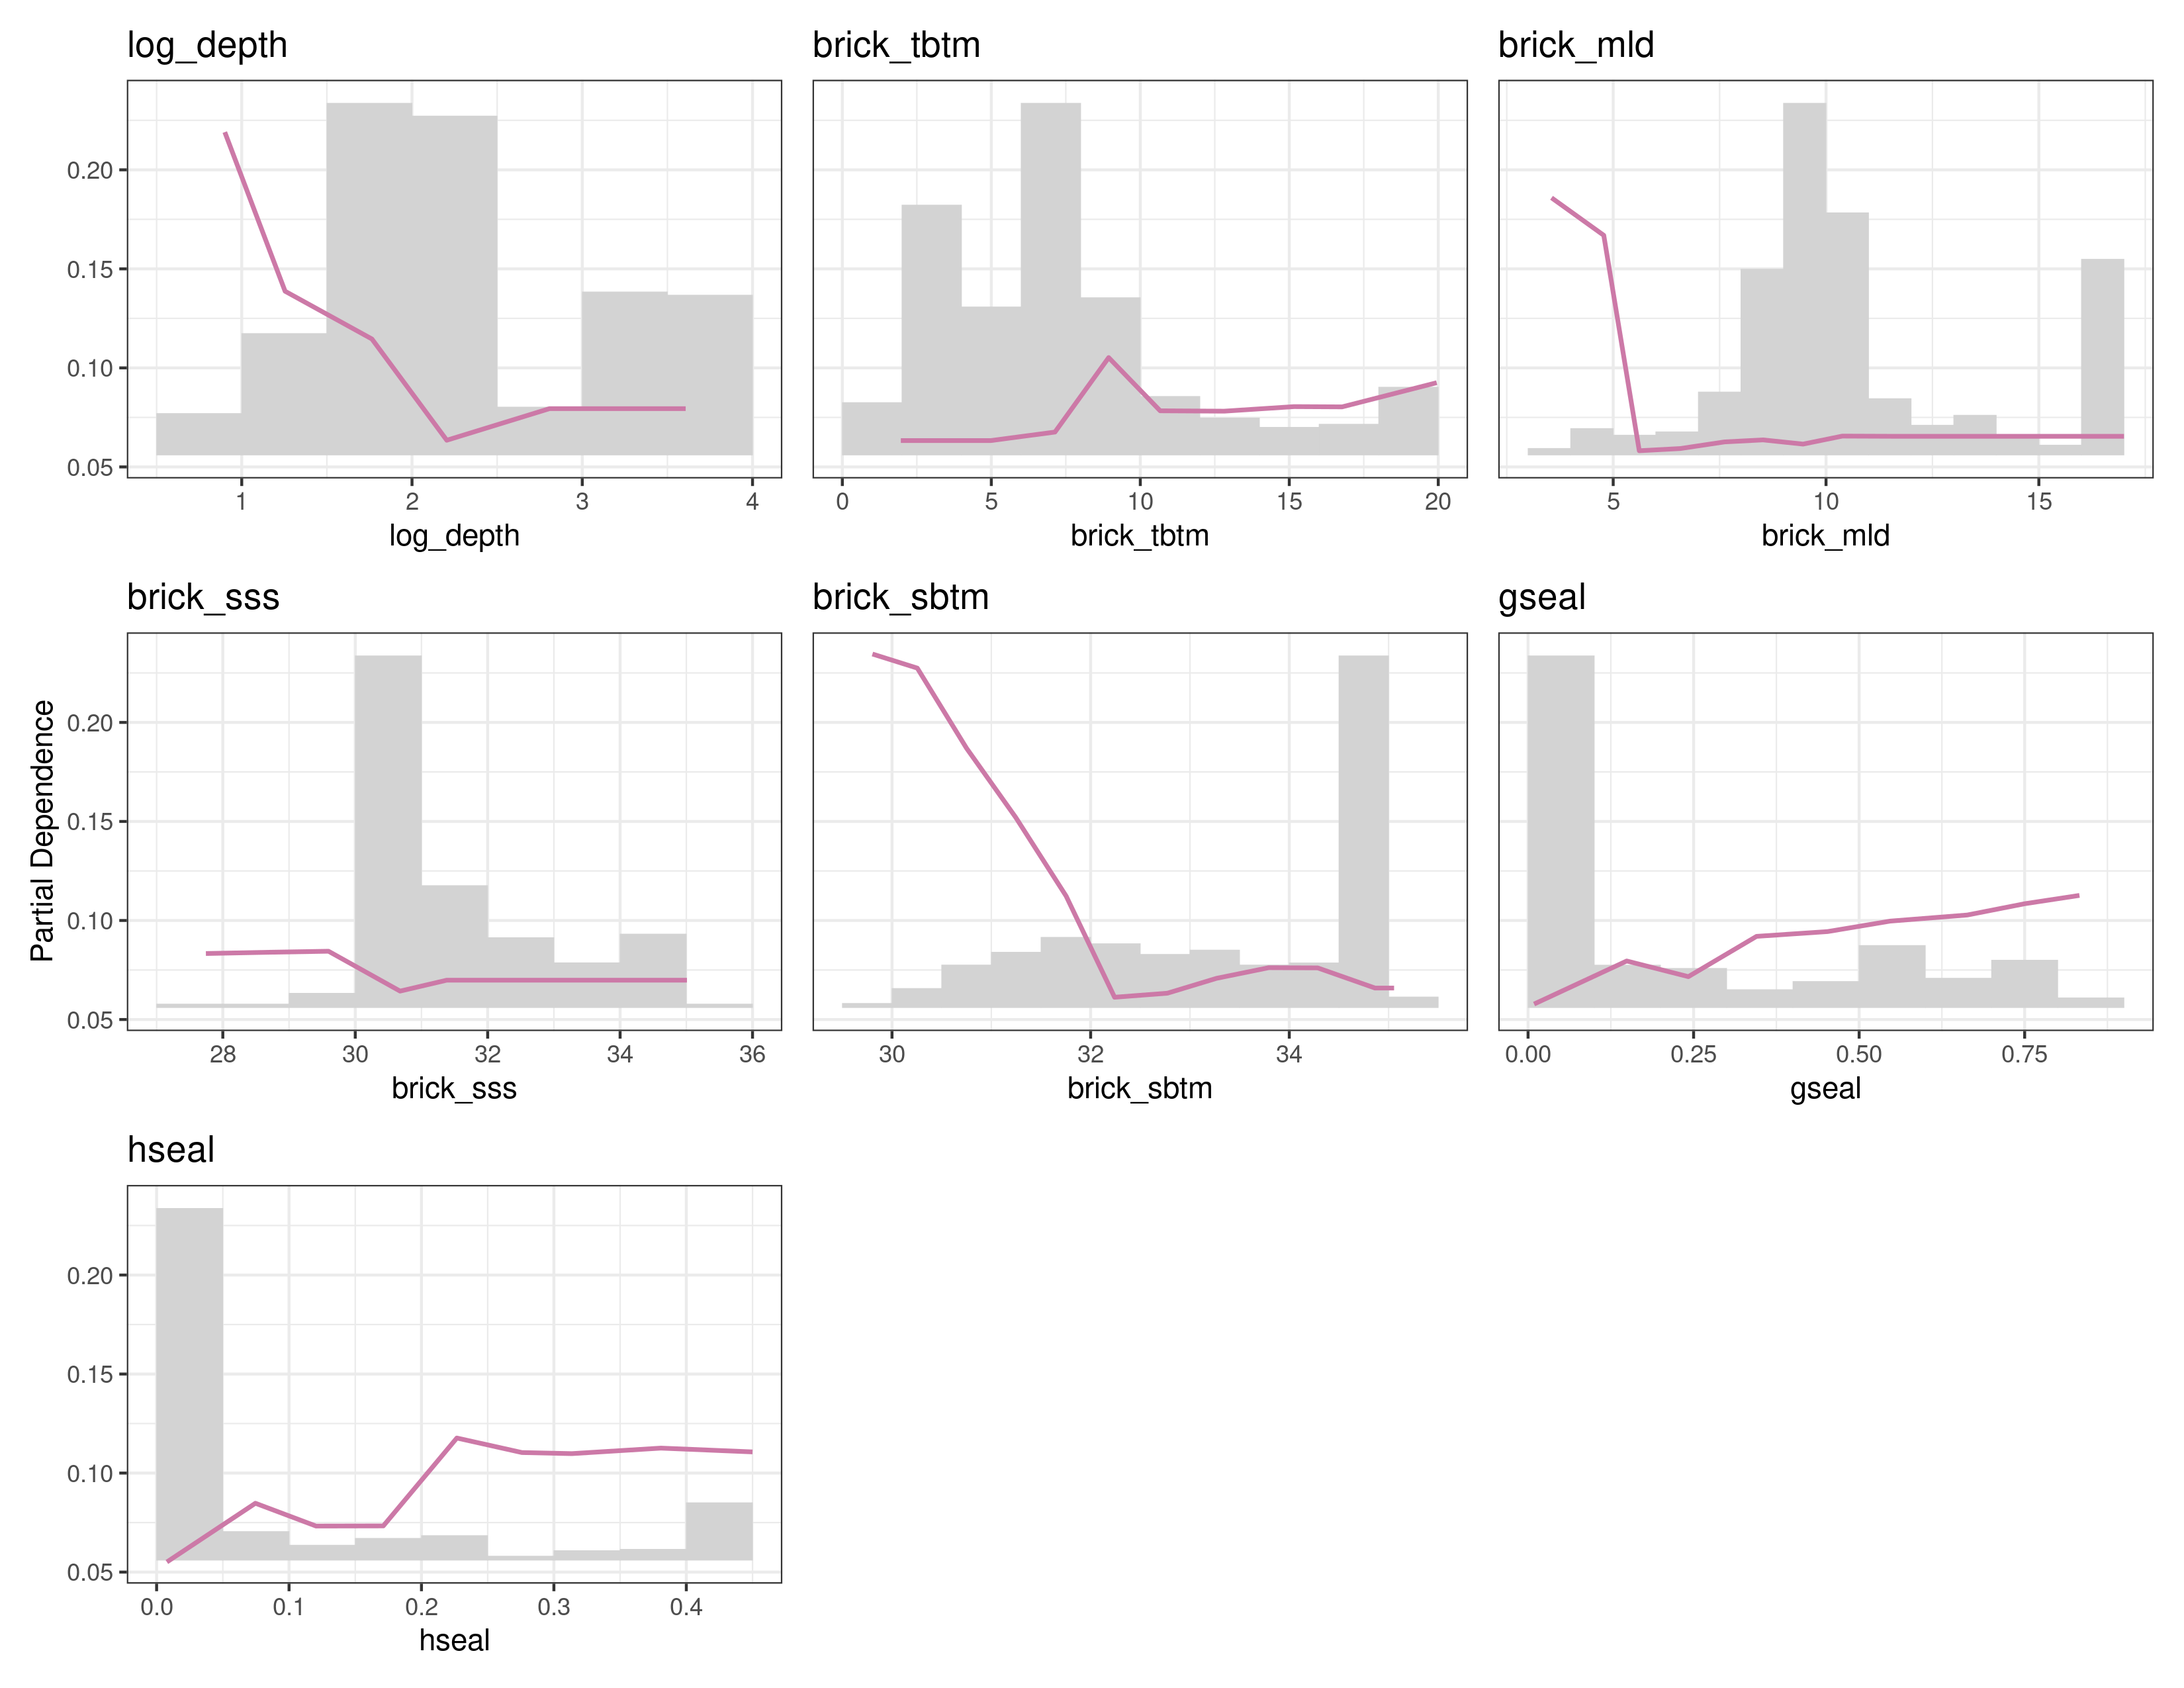 log_depth
brick_tbtm
brick_mld
0.20
0.15
0.10
0.05
1 2 3 4
0 5 10 15 20
5 10 15
log_depth
brick_tbtm
brick_mld
brick_sss
brick_sbtm
gseal
Partial Dependence
0.20
0.15
0.10
0.05
28 30 32 34 36
30 32 34
0.00 0.25 0.50 0.75
brick_sss
brick_sbtm
gseal
hseal
0.20
0.15
0.10
0.05
0.0 0.1 0.2 0.3 0.4
hseal